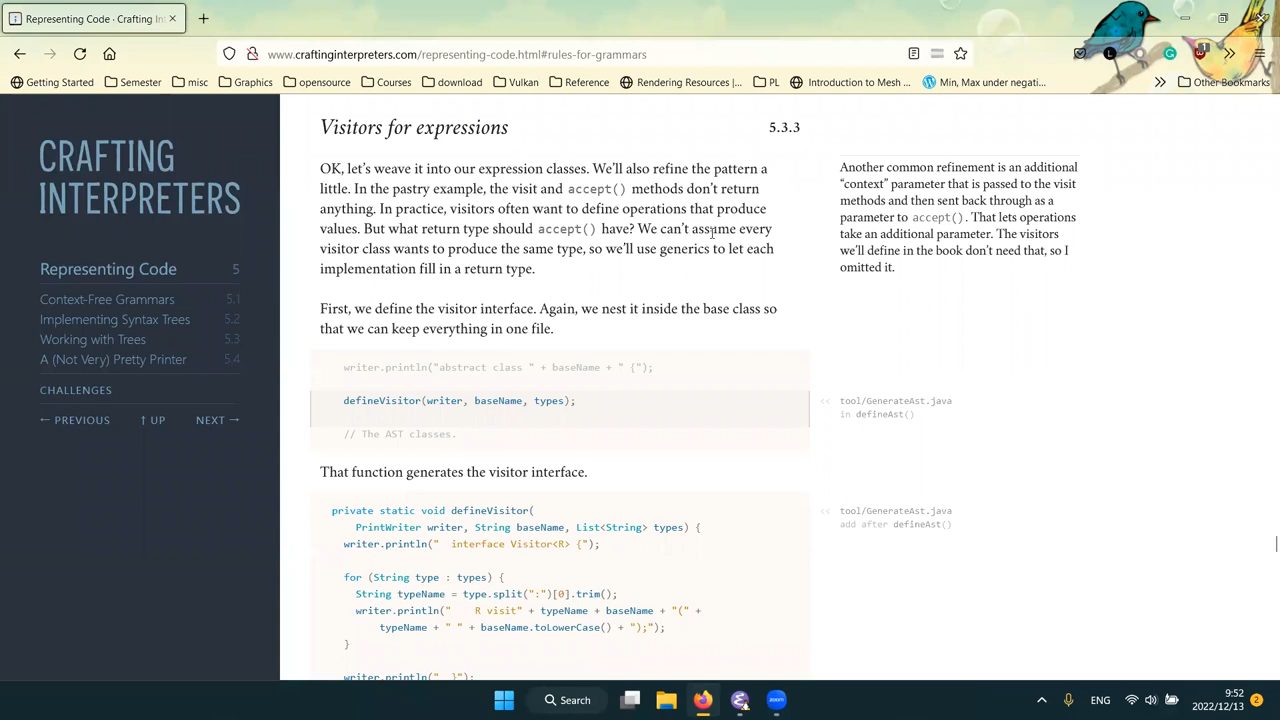 Representing Code · Crafting In
www.craftinginterpreters.com/representing-code.html#rules-for-grammars
Getting Started
Semester
misc
Graphics
opensource
Courses
download
Vulkan
Reference
Rendering Resources |...
PL
Introduction to Mesh ...
Min, Max under negati...
Other Bookmarks
CRAFTING
INTERPRETERS
Representing Code 5
Context-Free Grammars 5.1
Implementing Syntax Trees 5.2
Working with Trees 5.3
A (Not Very) Pretty Printer 5.4
CHALLENGES
← PREVIOUS ↑ UP NEXT →
Visitors for expressions 5.3.3
OK, let’s weave it into our expression classes. We’ll also refine the pattern a
little. In the pastry example, the visit and accept() methods don’t return
anything. In practice, visitors often want to define operations that produce
values. But what return type should accept() have? We can’t assume every
visitor class wants to produce the same type, so we’ll use generics to let each
implementation fill in a return type.
Another common refinement is an additional
“context” parameter that is passed to the visit
methods and then sent back through as a
parameter to accept(). That lets operations
take an additional parameter. The visitors
we’ll define in the book don’t need that, so I
omitted it.
First, we define the visitor interface. Again, we nest it inside the base class so
that we can keep everything in one file.
writer.println("abstract class " + baseName + " {");
defineVisitor(writer, baseName, types);
// The AST classes.
<< tool/GenerateAst.java
in defineAst()
That function generates the visitor interface.
private static void defineVisitor(
PrintWriter writer, String baseName, List<String> types) {
writer.println("  interface Visitor<R> {");
for (String type : types) {
String typeName = type.split(":")[0].trim();
writer.println("    R visit" + typeName + baseName + "(" +
typeName + " " + baseName.toLowerCase() + ");");
}
writer.println("  }");
<< tool/GenerateAst.java
add after defineAst()
Search
ENG
9:52
2022/12/13
2